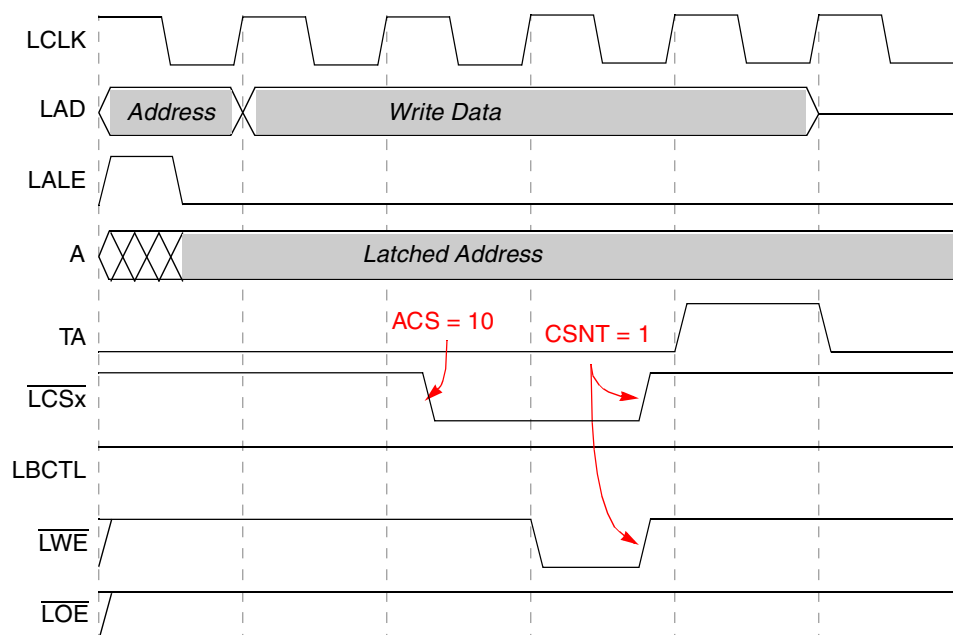 LCLK
LAD Address Write Data
LALE
A Latched Address
TA ACS = 10 CSNT = 1
LCSx
LBCTL
LWE
LOE